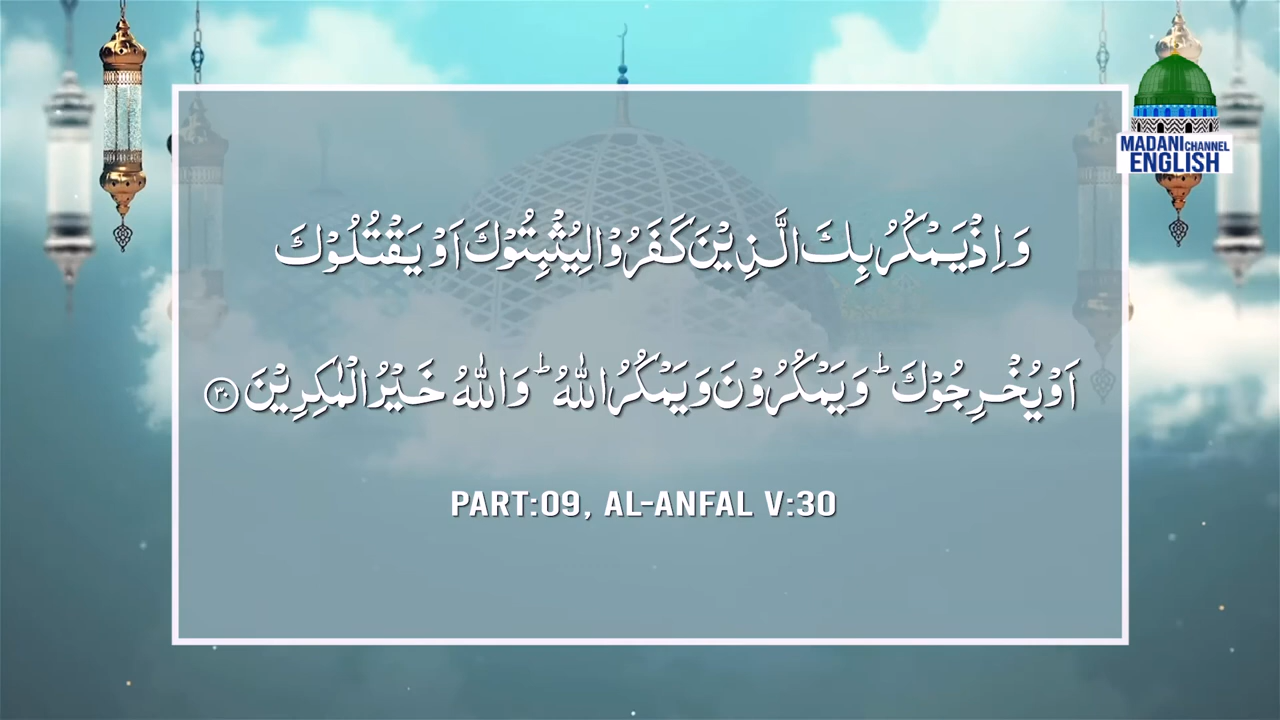 وَ اِذْ یَمْكُرُ بِكَ الَّذِیْنَ كَفَرُوْا لِیُثْبِتُوْكَ اَوْ یَقْتُلُوْكَ
اَوْ یُخْرِجُوْكَؕ وَ یَمْكُرُوْنَ وَ یَمْكُرُ اللّٰهُؕ وَ اللّٰهُ خَیْرُ الْمٰكِرِیْنَ ﴿۳۰﴾
PART:09, AL-ANFAL V:30
MADANI CHANNEL
ENGLISH